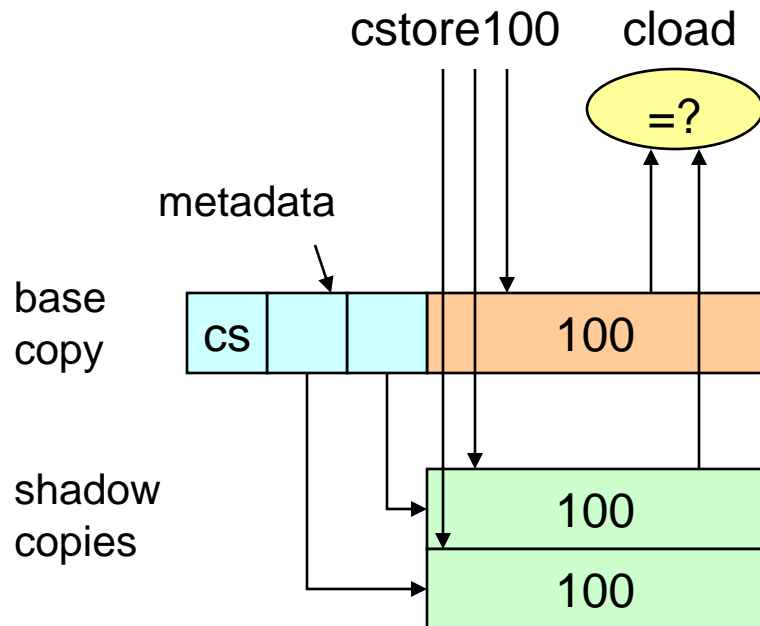 cstore100 cload
=?
metadata
base
copy
cs 100
shadow
copies
100
100